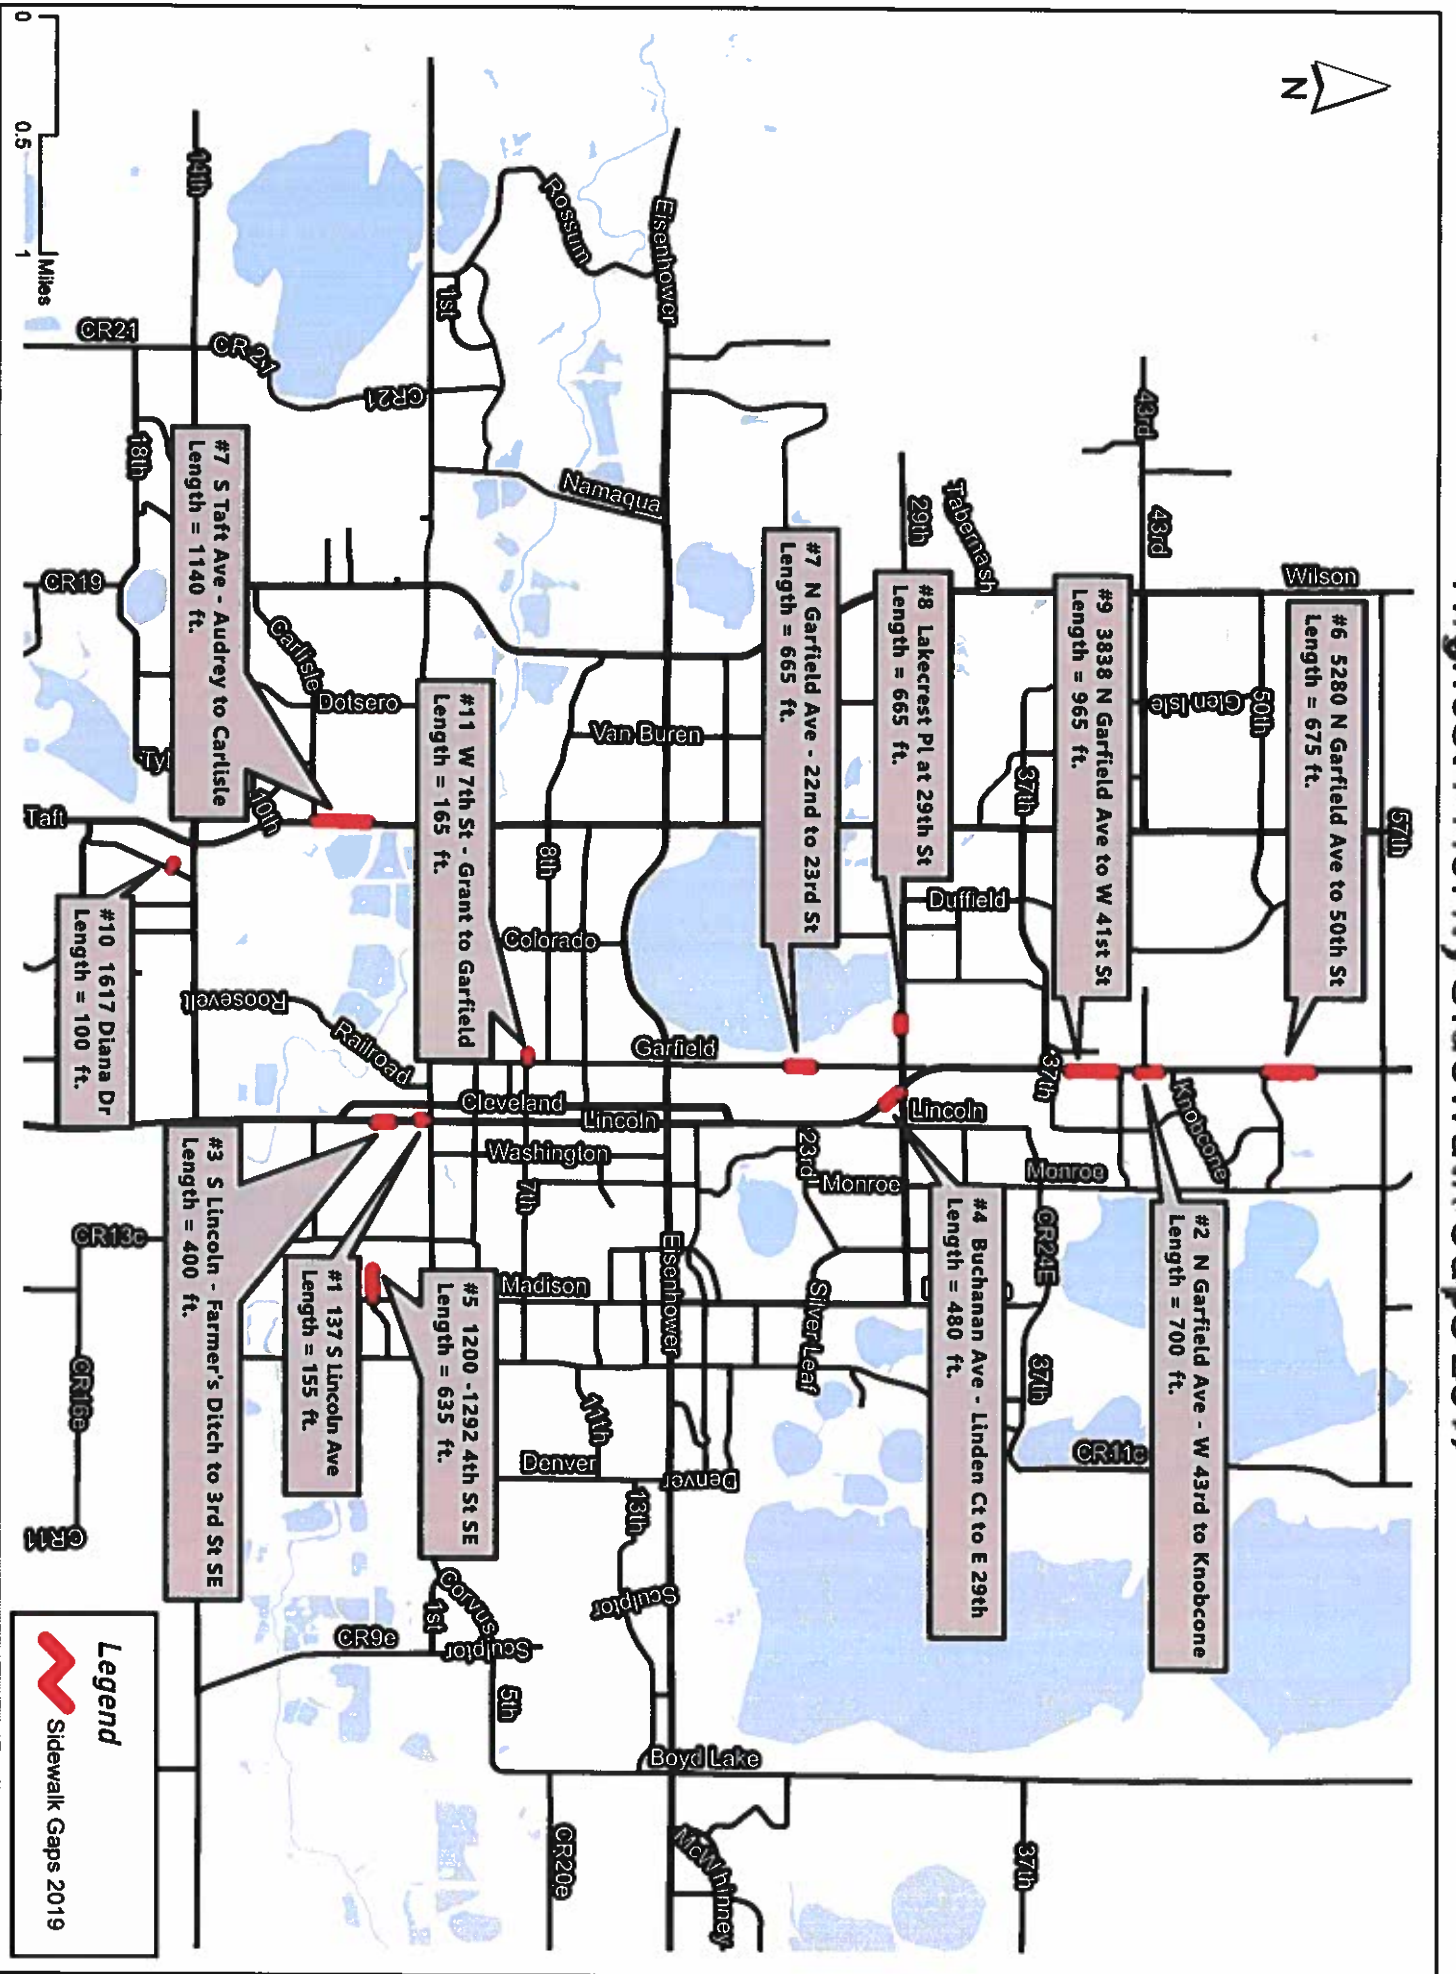 N
57th
Wilson
#6 5280 N Garfield Ave to 50th St
Length = 675 ft.
50th
Glen Isle
43rd
43rd
#9 3838 N Garfield Ave to W 41st St
Length = 965 ft.
#2 N Garfield Ave - W 43rd to Knobcone
Length = 700 ft.
Knobcone
CR11c
37th
37th
Monroe
CR24E
37th
37th
Tabernash
29th
Duffield
Lincoln
#8 Lakecrest Pl at 29th St
Length = 665 ft.
#4 Buchanan Ave - Linden Ct to E 29th
Length = 480 ft.
#7 N Garfield Ave - 22nd to 23rd St
Length = 665 ft.
23rd
Monroe
Silver Leaf
Eisenhower
Rossum
Namaqua
Van Buren
Garfield
Lincoln
Eisenhower
Denver
Boyd Lake
McWhinney
8th
Colorado
Cleveland
Washington
7th
Madison
11th
Denver
13th
Sculptor
CR20e
#11 W 7th St - Grant to Garfield
Length = 165 ft.
#5 1200 -1292 4th St SE
Length = 635 ft.
Corvus
1st
Sculptor
5th
1st
CR21
CR 21
CR21
Carlisle
Dotsero
Railroad
Roosevelt
#1 137 S Lincoln Ave
Length = 155 ft.
CR9e
14th
#7 S Taft Ave - Audrey to Carlisle
Length = 1140 ft.
10th
#3 S Lincoln - Farmer's Ditch to 3rd St SE
Length = 400 ft.
18th
CR19
Tyl
Taft
#10 1617 Diana Dr
Length = 100 ft.
CR13c
CR16e
CR11
0 0.5 1
Miles
Legend
Sidewalk Gaps 2019